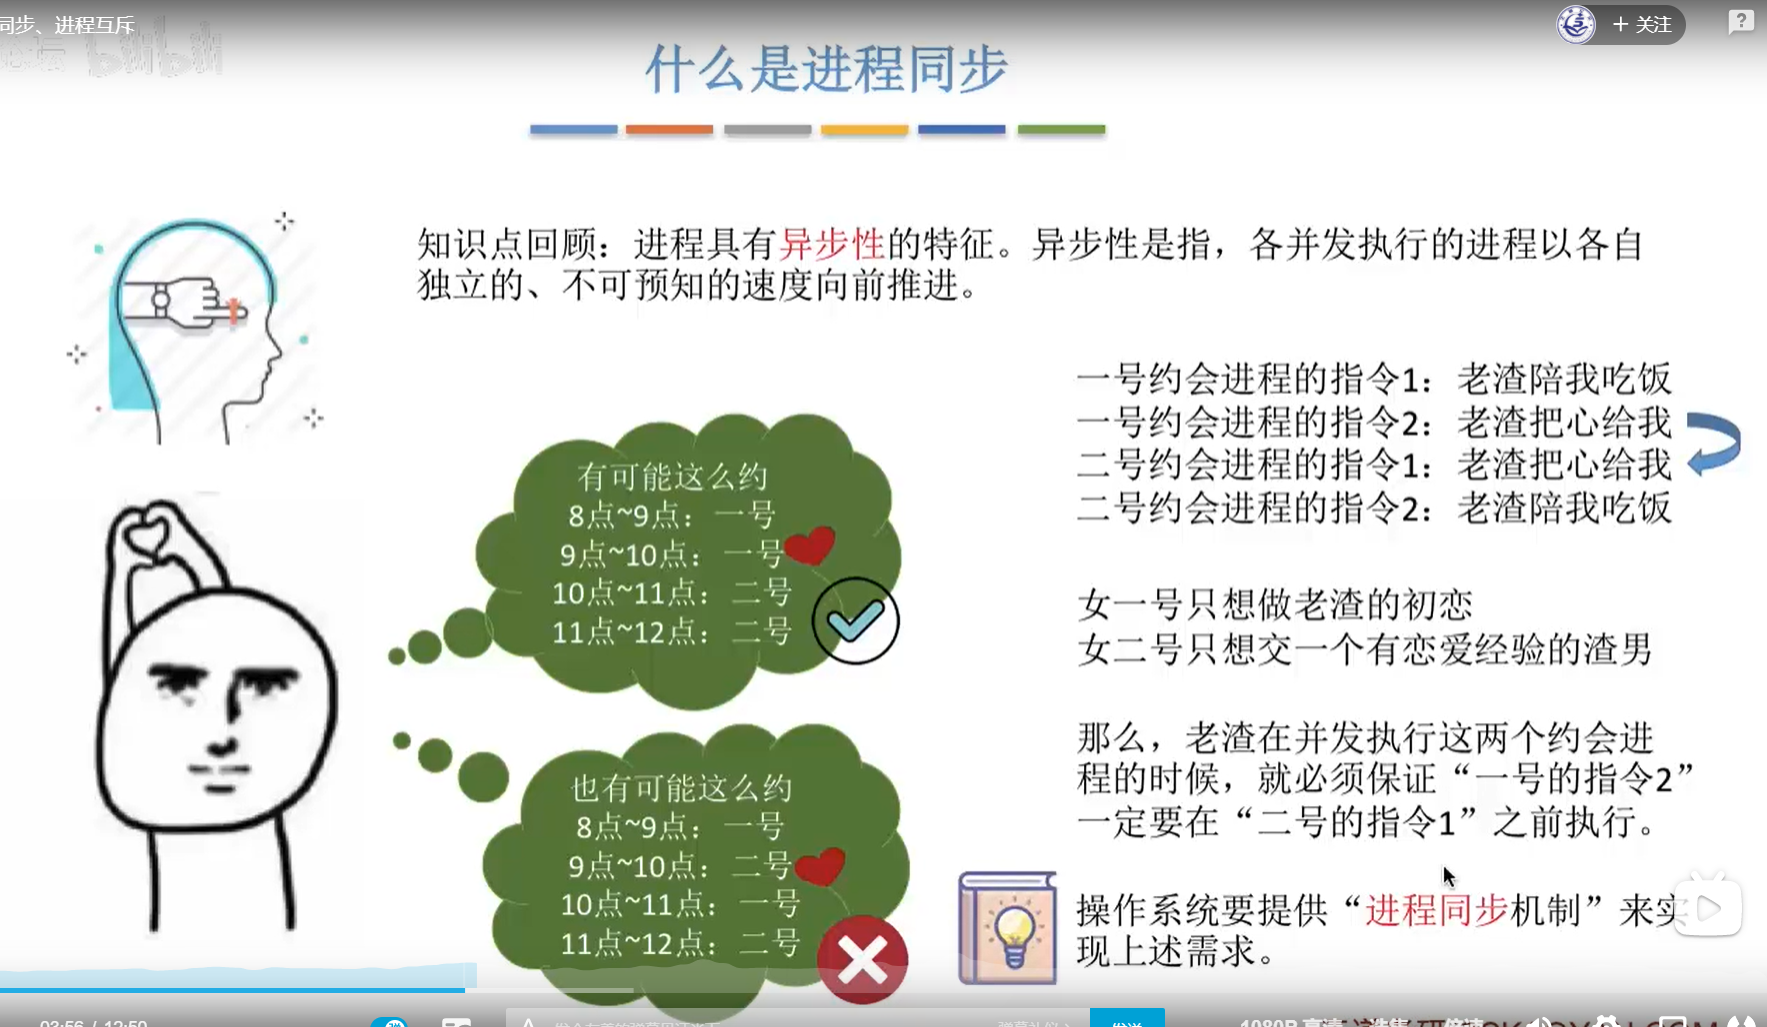 同步、进程互斥
bilibili
+ 关注
什么是进程同步
知识点回顾：进程具有异步性的特征。异步性是指，各并发执行的进程以各自
独立的、不可预知的速度向前推进。
一号约会进程的指令1：老渣陪我吃饭
一号约会进程的指令2：老渣把心给我
二号约会进程的指令1：老渣把心给我
二号约会进程的指令2：老渣陪我吃饭
有可能这么约
8点~9点：一号
9点~10点：一号
10点~11点：二号
11点~12点：二号
女一号只想做老渣的初恋
女二号只想交一个有恋爱经验的渣男
那么，老渣在并发执行这两个约会进
程的时候，就必须保证“一号的指令2”
一定要在“二号的指令1”之前执行。
也有可能这么约
8点~9点：一号
9点~10点：二号
10点~11点：一号
11点~12点：二号
操作系统要提供“进程同步机制”来实
现上述需求。
03:56 / 12:50